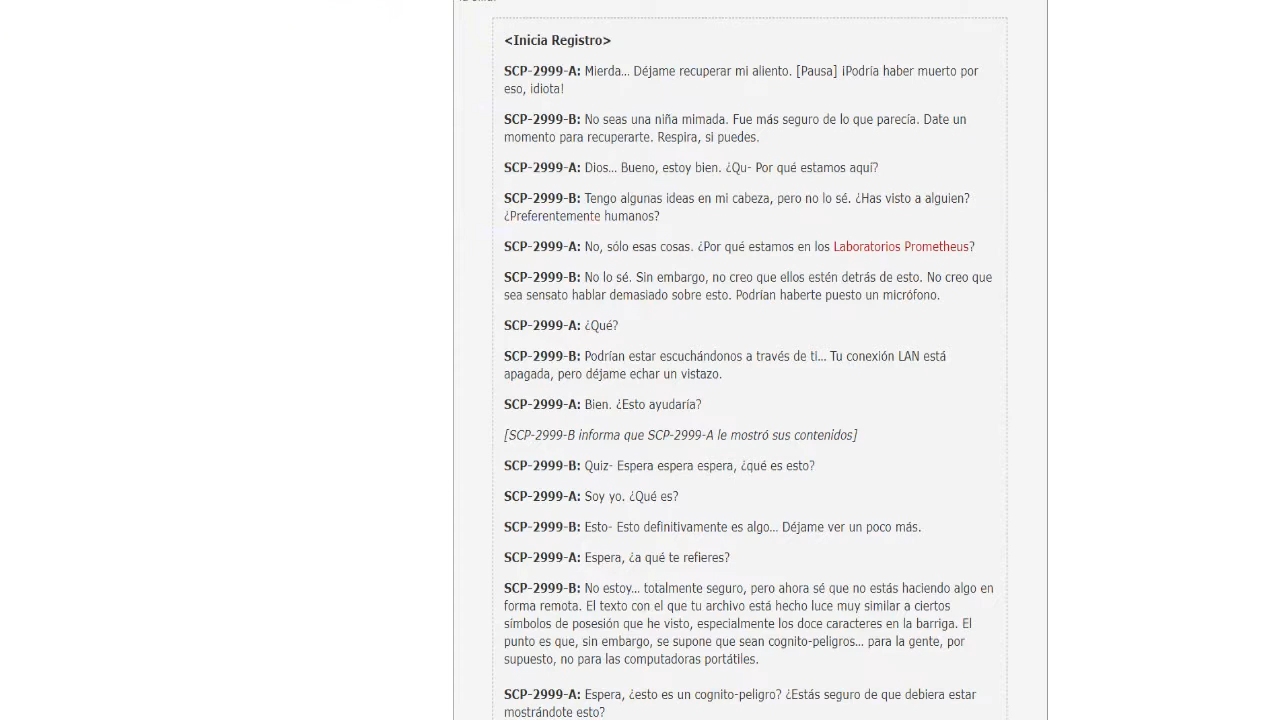 <Inicia Registro>
SCP-2999-A: Mierda... Déjame recuperar mi aliento. [Pausa] ¡Podría haber muerto por
eso, idiota!
SCP-2999-B: No seas una niña mimada. Fue más seguro de lo que parecía. Date un
momento para recuperarte. Respira, si puedes.
SCP-2999-A: Dios... Bueno, estoy bien. ¿Qu- Por qué estamos aquí?
SCP-2999-B: Tengo algunas ideas en mi cabeza, pero no lo sé. ¿Has visto a alguien?
¿Preferentemente humanos?
SCP-2999-A: No, sólo esas cosas. ¿Por qué estamos en los Laboratorios Prometheus?
SCP-2999-B: No lo sé. Sin embargo, no creo que ellos estén detrás de esto. No creo que
sea sensato hablar demasiado sobre esto. Podrían haberte puesto un micrófono.
SCP-2999-A: ¿Qué?
SCP-2999-B: Podrían estar escuchándonos a través de ti... Tu conexión LAN está
apagada, pero déjame echar un vistazo.
SCP-2999-A: Bien. ¿Esto ayudaría?
[SCP-2999-B informa que SCP-2999-A le mostró sus contenidos]
SCP-2999-B: Quiz- Espera espera espera, ¿qué es esto?
SCP-2999-A: Soy yo. ¿Qué es?
SCP-2999-B: Esto- Esto definitivamente es algo... Déjame ver un poco más.
SCP-2999-A: Espera, ¿a qué te refieres?
SCP-2999-B: No estoy... totalmente seguro, pero ahora sé que no estás haciendo algo en
forma remota. El texto con el que tu archivo está hecho luce muy similar a ciertos
símbolos de posesión que he visto, especialmente los doce caracteres en la barriga. El
punto es que, sin embargo, se supone que sean cognito-peligros... para la gente, por
supuesto, no para las computadoras portátiles.
SCP-2999-A: Espera, ¿esto es un cognito-peligro? ¿Estás seguro de que debiera estar
mostrándote esto?